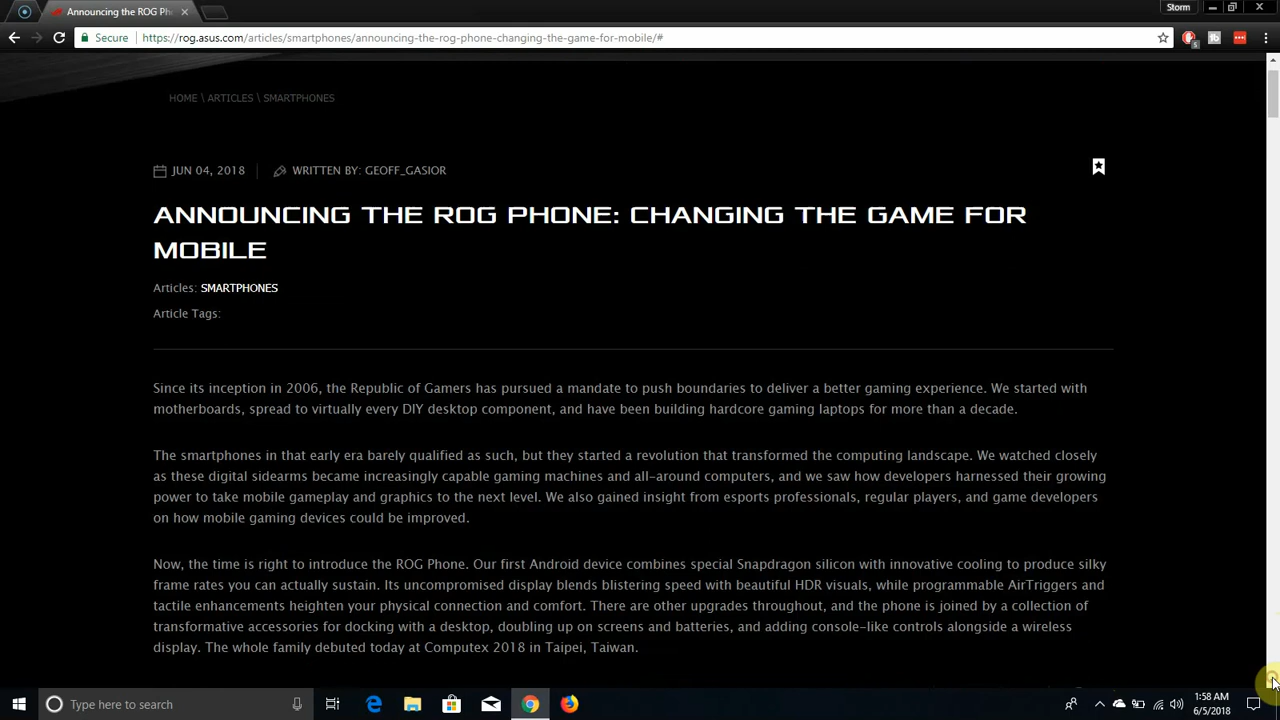 Announcing the ROG Ph
Storm
Secure
https://rog.asus.com/articles/smartphones/announcing-the-rog-phone-changing-the-game-for-mobile/#
HOME \ ARTICLES \ SMARTPHONES
JUN 04, 2018
WRITTEN BY: GEOFF_GASIOR
ANNOUNCING THE ROG PHONE: CHANGING THE GAME FOR
MOBILE
Articles: SMARTPHONES
Article Tags:
Since its inception in 2006, the Republic of Gamers has pursued a mandate to push boundaries to deliver a better gaming experience. We started with
motherboards, spread to virtually every DIY desktop component, and have been building hardcore gaming laptops for more than a decade.
The smartphones in that early era barely qualified as such, but they started a revolution that transformed the computing landscape. We watched closely
as these digital sidearms became increasingly capable gaming machines and all-around computers, and we saw how developers harnessed their growing
power to take mobile gameplay and graphics to the next level. We also gained insight from esports professionals, regular players, and game developers
on how mobile gaming devices could be improved.
Now, the time is right to introduce the ROG Phone. Our first Android device combines special Snapdragon silicon with innovative cooling to produce silky
frame rates you can actually sustain. Its uncompromised display blends blistering speed with beautiful HDR visuals, while programmable AirTriggers and
tactile enhancements heighten your physical connection and comfort. There are other upgrades throughout, and the phone is joined by a collection of
transformative accessories for docking with a desktop, doubling up on screens and batteries, and adding console-like controls alongside a wireless
display. The whole family debuted today at Computex 2018 in Taipei, Taiwan.
Type here to search
1:58 AM
6/5/2018